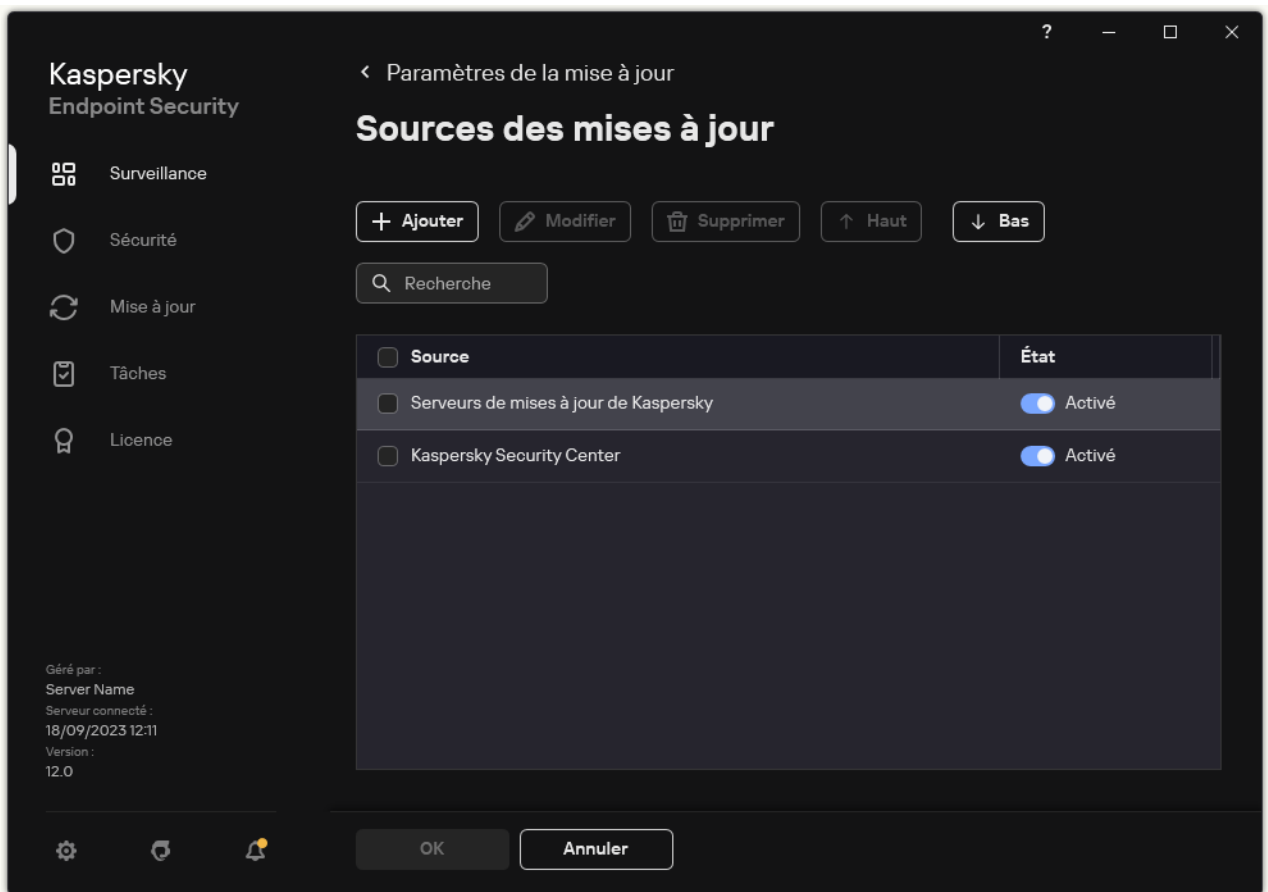 ?
Kaspersky
Endpoint Security
Surveillance
Sécurité
Mise à jour
Tâches
Licence
Géré par :
Server Name
Serveur connecté :
18/09/2023 12:11
Version :
12.0
Paramètres de la mise à jour
Sources des mises à jour
Ajouter Modifier Supprimer Haut Bas
Recherche
Source État
Serveurs de mises à jour de Kaspersky Activé
Kaspersky Security Center Activé
OK Annuler